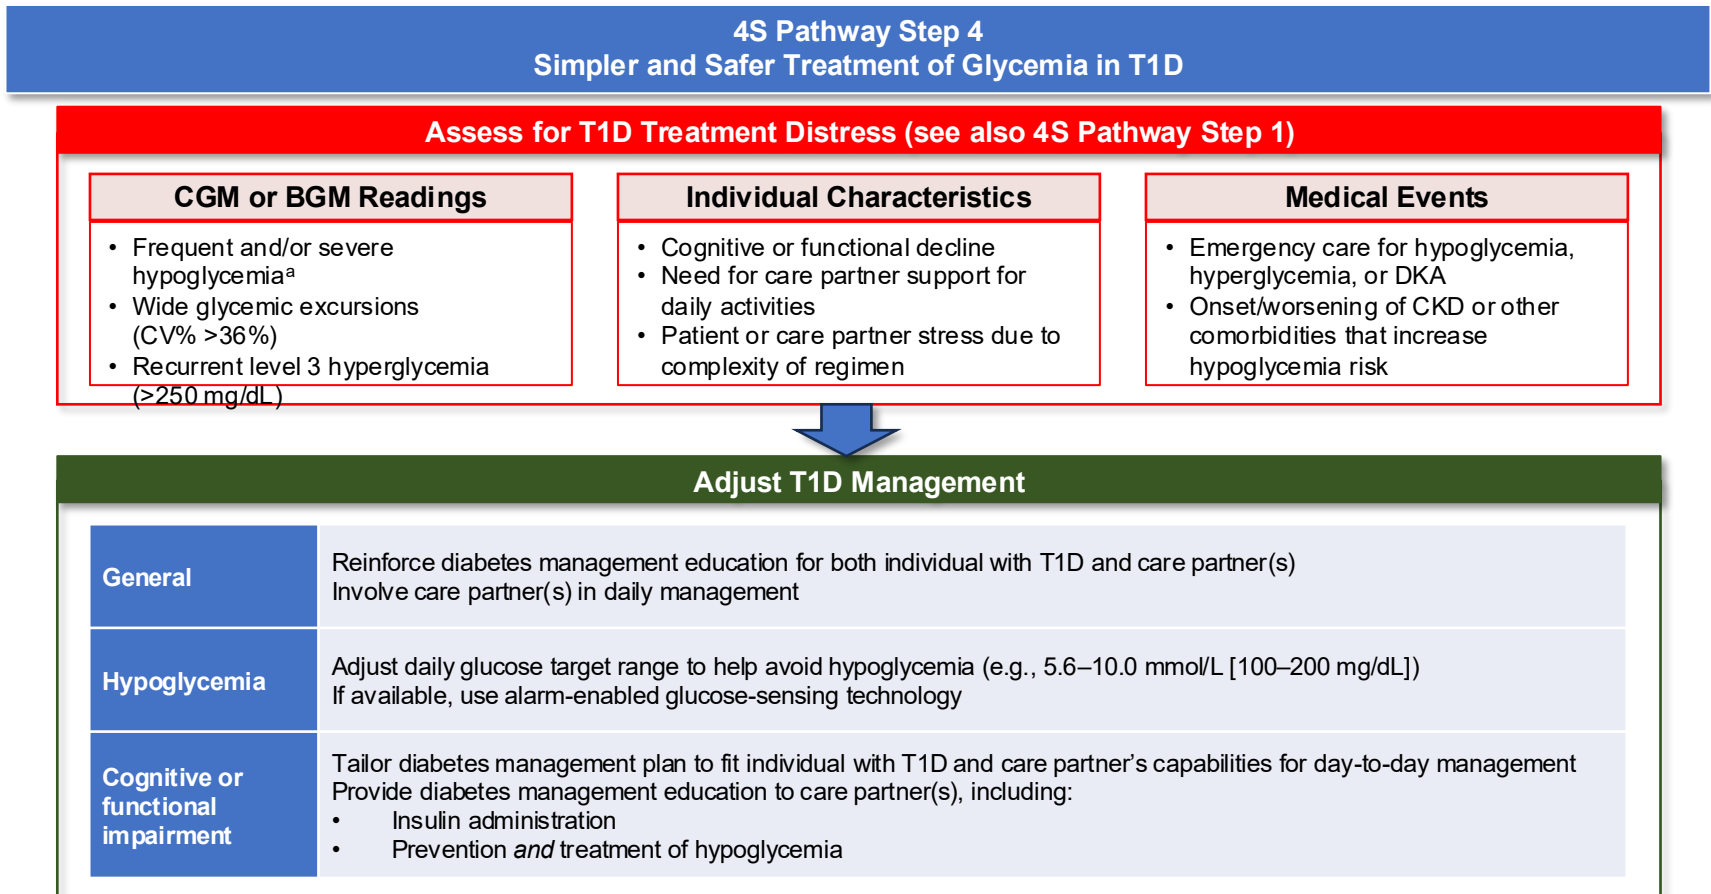 4S Pathway Step 4
Simpler and Safer Treatment of Glycemia in T1D
Assess for T1D Treatment Distress (see also 4S Pathway Step 1)
CGM or BGM Readings
• Frequent and/or severe
hypoglycemiaᵃ
• Wide glycemic excursions
(CV% >36%)
• Recurrent level 3 hyperglycemia
(>250 mg/dL)
Individual Characteristics
• Cognitive or functional decline
• Need for care partner support for
daily activities
• Patient or care partner stress due to
complexity of regimen
Medical Events
• Emergency care for hypoglycemia,
hyperglycemia, or DKA
• Onset/worsening of CKD or other
comorbidities that increase
hypoglycemia risk
Adjust T1D Management
General
Reinforce diabetes management education for both individual with T1D and care partner(s)
Involve care partner(s) in daily management
Hypoglycemia
Adjust daily glucose target range to help avoid hypoglycemia (e.g., 5.6–10.0 mmol/L [100–200 mg/dL])
If available, use alarm-enabled glucose-sensing technology
Cognitive or
functional
impairment
Tailor diabetes management plan to fit individual with T1D and care partner’s capabilities for day-to-day management
Provide diabetes management education to care partner(s), including:
• Insulin administration
• Prevention and treatment of hypoglycemia